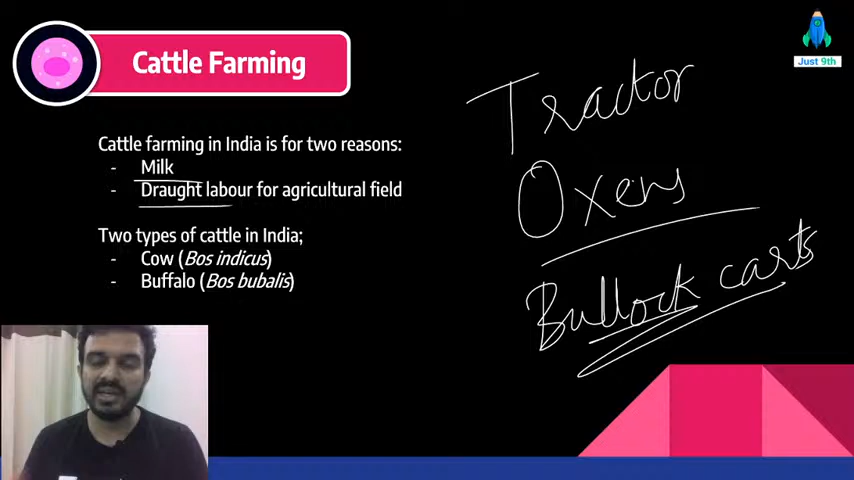 Cattle Farming
Just 9th
Cattle farming in India is for two reasons:
- Milk
- Draught labour for agricultural field
Two types of cattle in India;
- Cow (Bos indicus)
- Buffalo (Bos bubalis)
Tractor
Oxens
Bullock carts